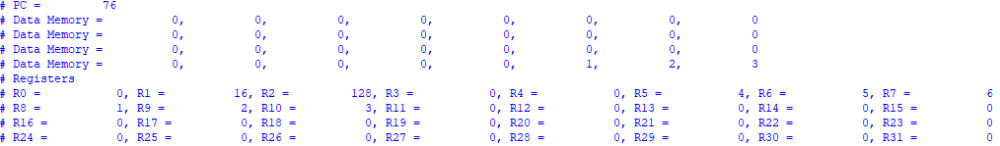 # PC =         76
# Data Memory =          0,          0,          0,          0,          0,          0,          0,          0
# Data Memory =          0,          0,          0,          0,          0,          0,          0,          0
# Data Memory =          0,          0,          0,          0,          0,          0,          0,          0
# Data Memory =          0,          0,          0,          0,          0,          1,          2,          3
# Registers
# R0 =          0, R1 =         16, R2 =        128, R3 =          0, R4 =          0, R5 =          4, R6 =          5, R7 =          6
# R8 =          1, R9 =          2, R10 =          3, R11 =          0, R12 =          0, R13 =          0, R14 =          0, R15 =          0
# R16 =          0, R17 =          0, R18 =          0, R19 =          0, R20 =          0, R21 =          0, R22 =          0, R23 =          0
# R24 =          0, R25 =          0, R26 =          0, R27 =          0, R28 =          0, R29 =          0, R30 =          0, R31 =          0